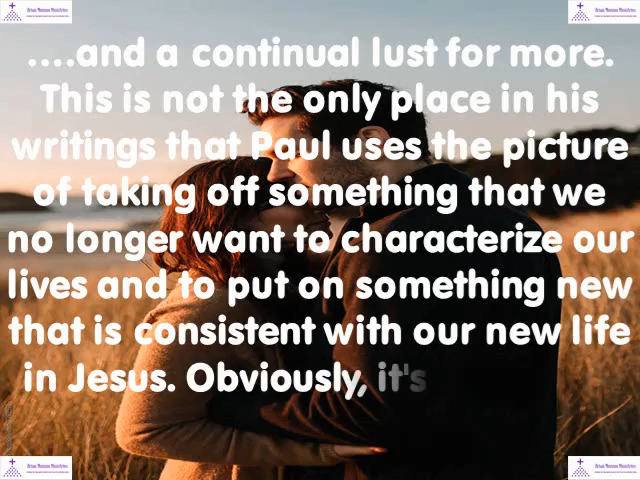 ....and a continual lust for more.
This is not the only place in his
writings that Paul uses the picture
of taking off something that we
no longer want to characterize our
lives and to put on something new
that is consistent with our new life
in Jesus. Obviously, it's